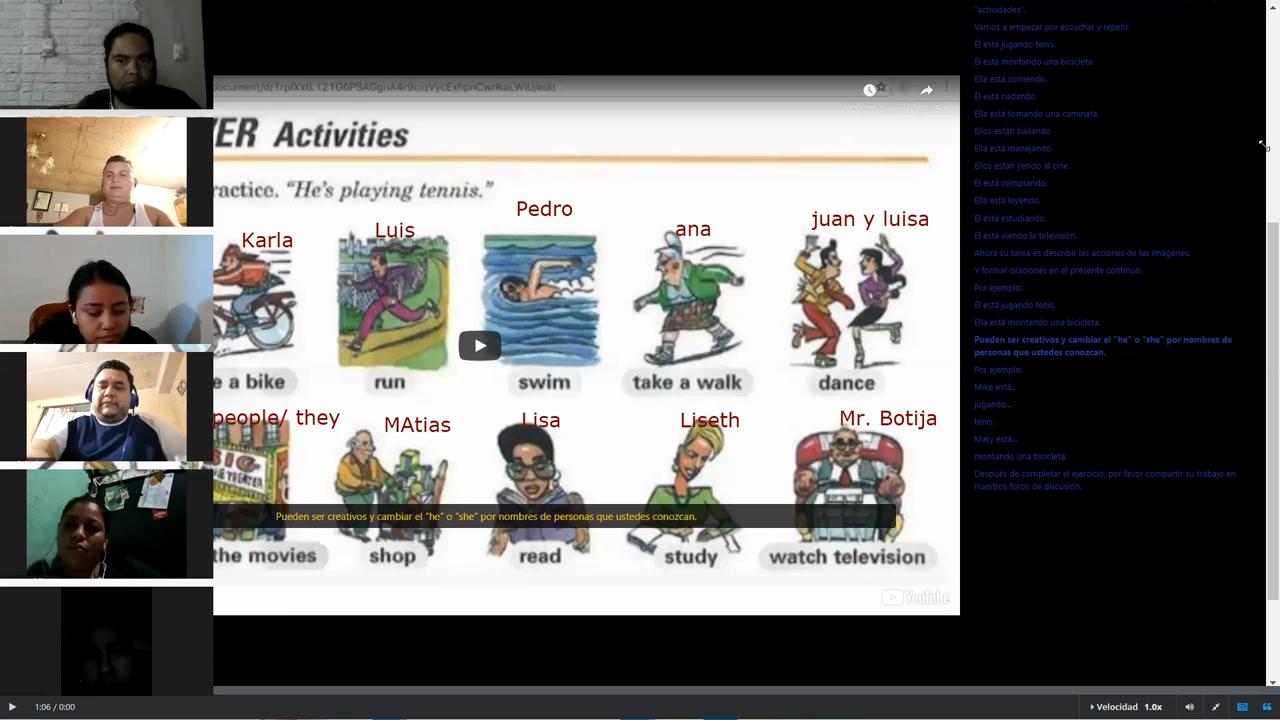 "actividades".
Vamos a empezar por escuchar y repetir.
Él está jugando tenis.
Él está montando una bicicleta.
Ella está corriendo.
Él está nadando.
Ella está tomando una caminata.
Ellos están bailando
Ella está manejando.
Ellos están yendo al cine.
Él está comprando.
Ella está leyendo.
Él está estudiando.
Él está viendo la televisión.
Ahora su tarea es describir las acciones de las imágenes.
Y formar oraciones en el presente continuo.
Por ejemplo:
Él está jugando tenis.
Ella está montando una bicicleta.
Pueden ser creativos y cambiar el "he" o "she" por nombres de
personas que ustedes conozcan.
Por ejemplo:
Mike está...
jugando...
tenis.
Mary está...
montando una bicicleta.
Después de completar el ejercicio, por favor compartir su trabajo en
nuestros foros de discusión.
ER Activities
ractice. "He's playing tennis."
Karla
Luis
Pedro
ana
juan y luisa
e a bike
run
swim
take a walk
dance
people/ they
MAtias
Lisa
Liseth
Mr. Botija
BIG
THEATER
Pueden ser creativos y cambiar el "he" o "she" por nombres de personas que ustedes conozcan.
the movies
shop
read
study
watch television
YouTube
1:06 / 0:00
Velocidad 1.0x